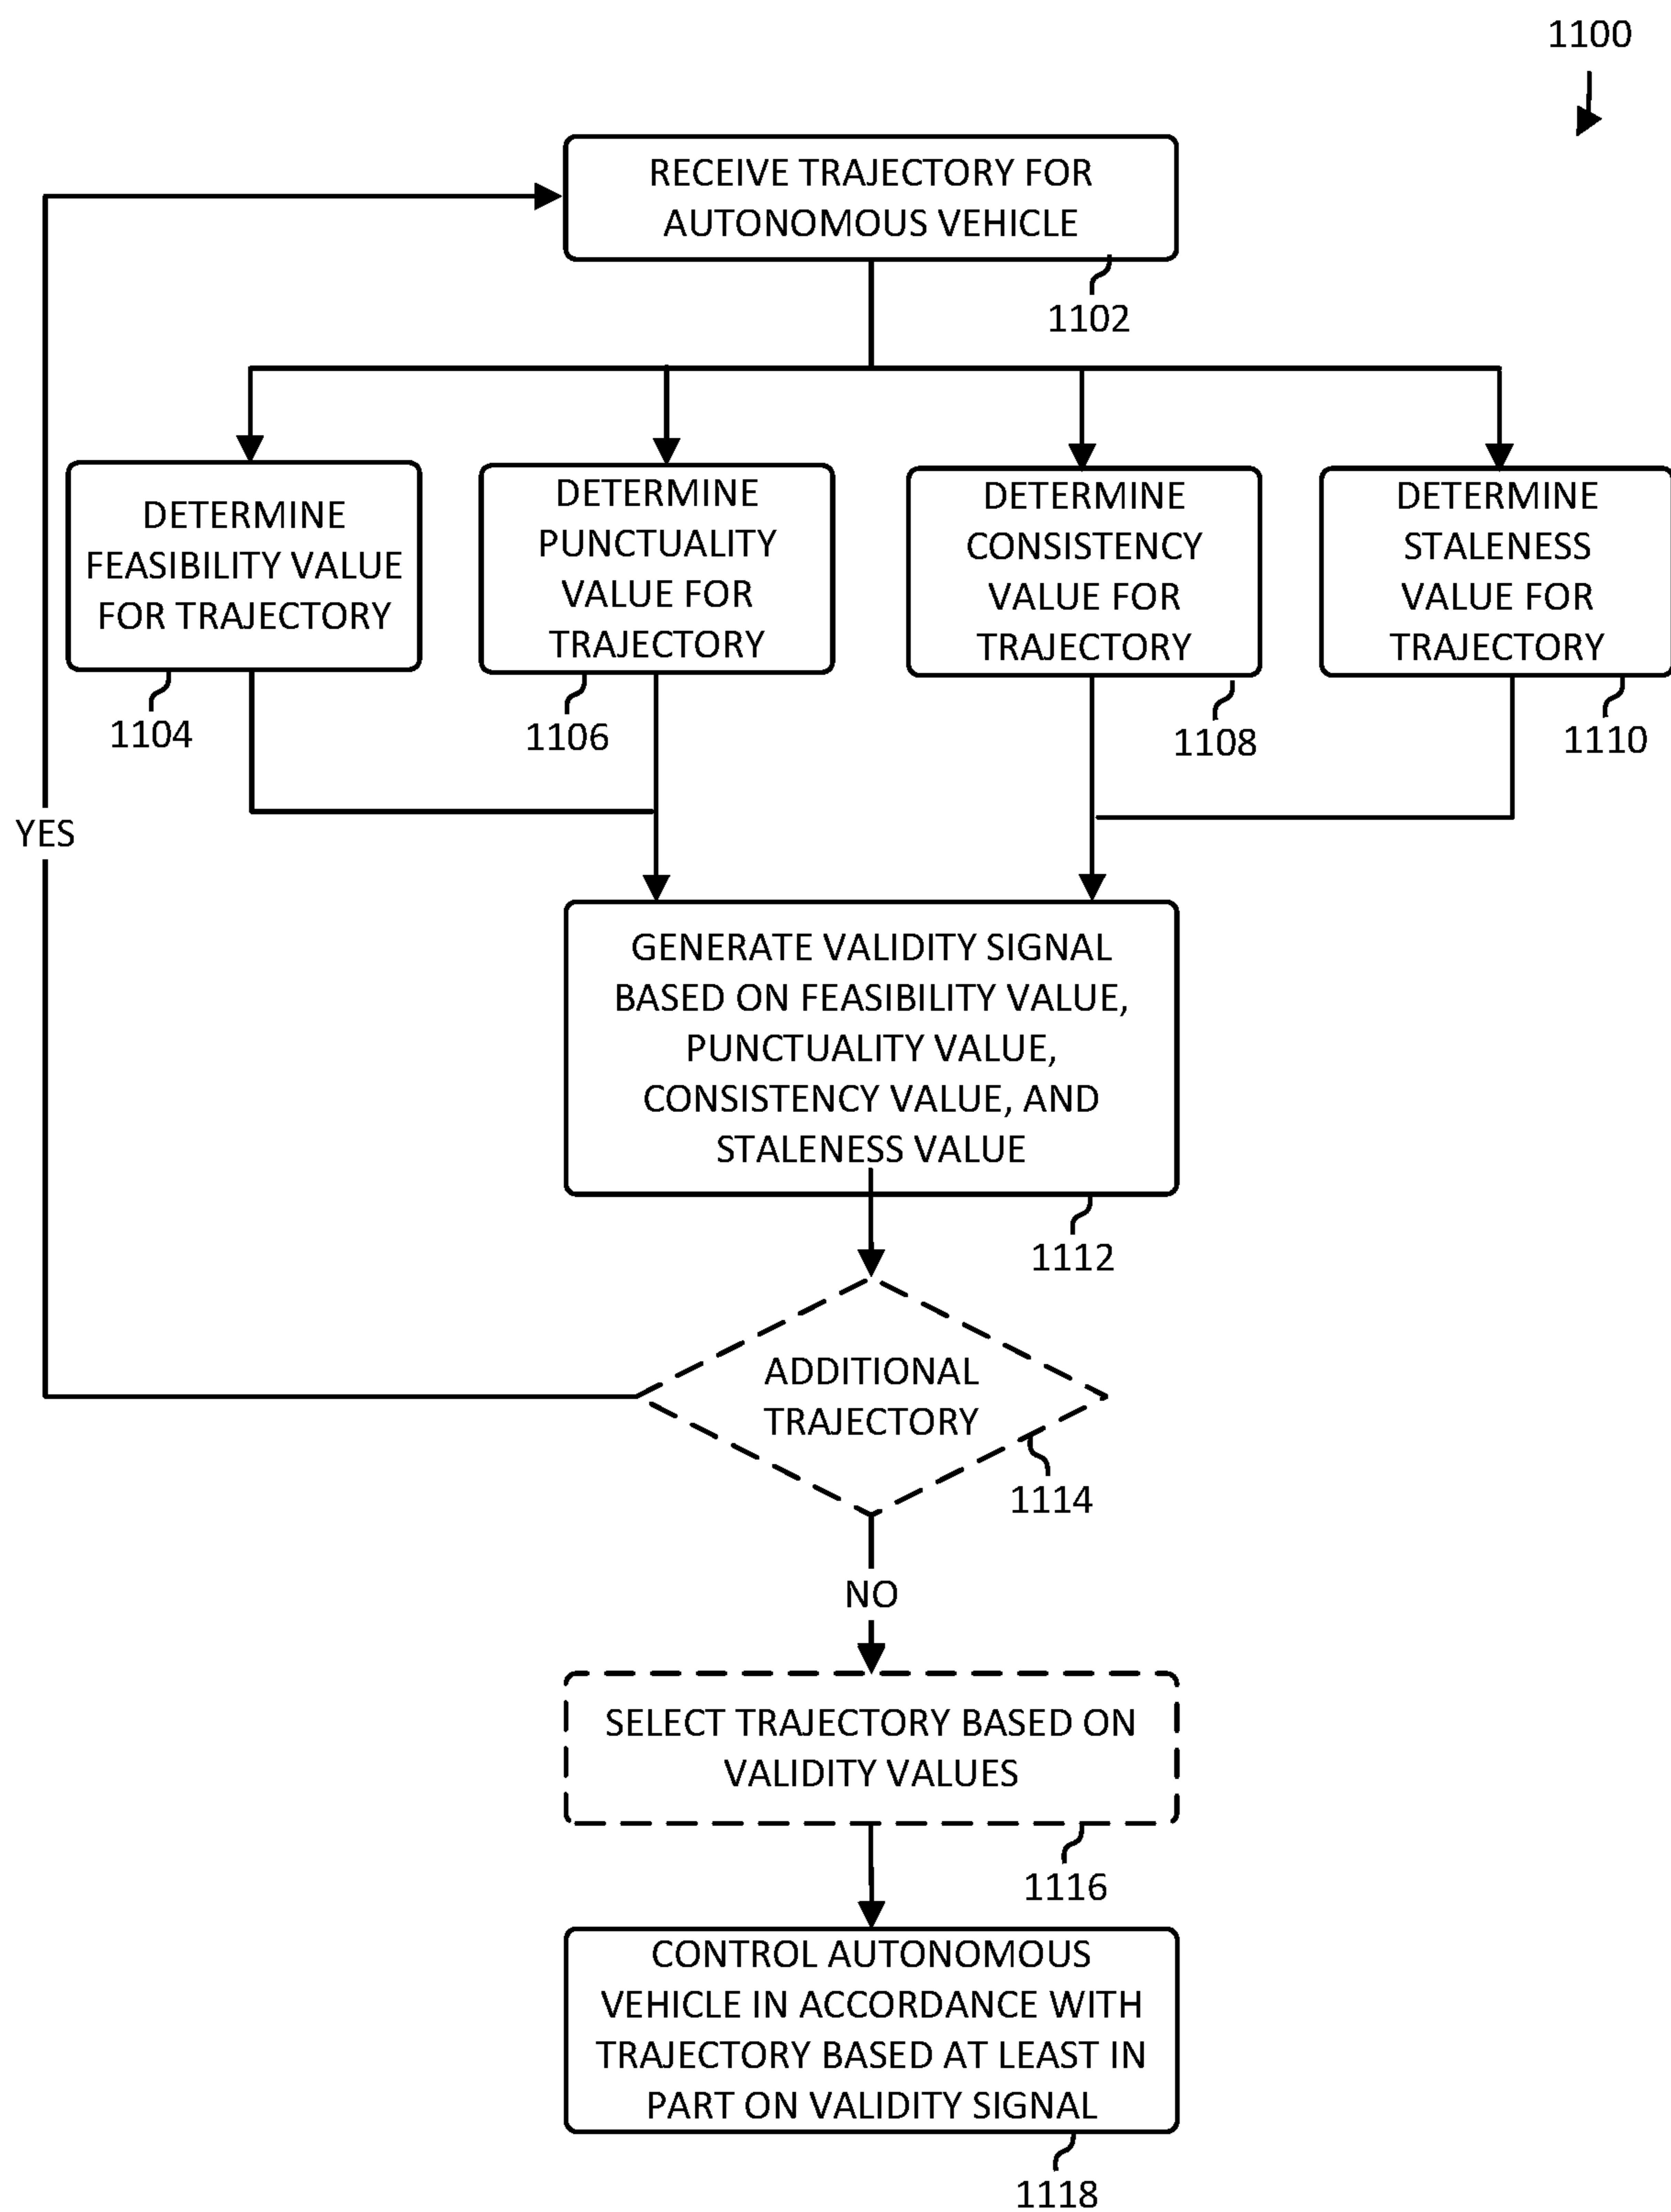 1100
RECEIVE TRAJECTORY FOR
AUTONOMOUS VEHICLE
1102
DETERMINE
FEASIBILITY VALUE
FOR TRAJECTORY
1104
DETERMINE
PUNCTUALITY
VALUE FOR
TRAJECTORY
1106
DETERMINE
CONSISTENCY
VALUE FOR
TRAJECTORY
1108
DETERMINE
STALENESS
VALUE FOR
TRAJECTORY
1110
YES
GENERATE VALIDITY SIGNAL
BASED ON FEASIBILITY VALUE,
PUNCTUALITY VALUE,
CONSISTENCY VALUE, AND
STALENESS VALUE
1112
ADDITIONAL
TRAJECTORY
1114
NO
SELECT TRAJECTORY BASED ON
VALIDITY VALUES
1116
CONTROL AUTONOMOUS
VEHICLE IN ACCORDANCE WITH
TRAJECTORY BASED AT LEAST IN
PART ON VALIDITY SIGNAL
1118